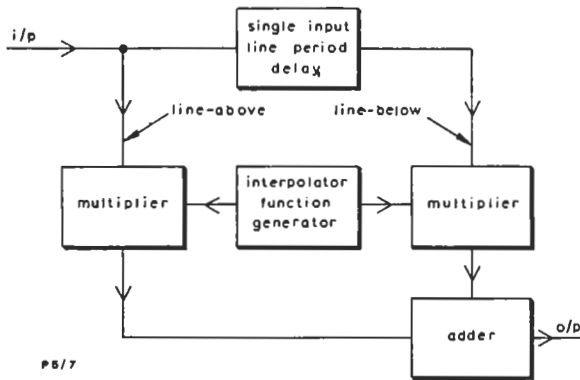 i/p
single input
line period
delay
line-above
line-below
multiplier
interpolator
function
generator
multiplier
adder
o/p
P5/7